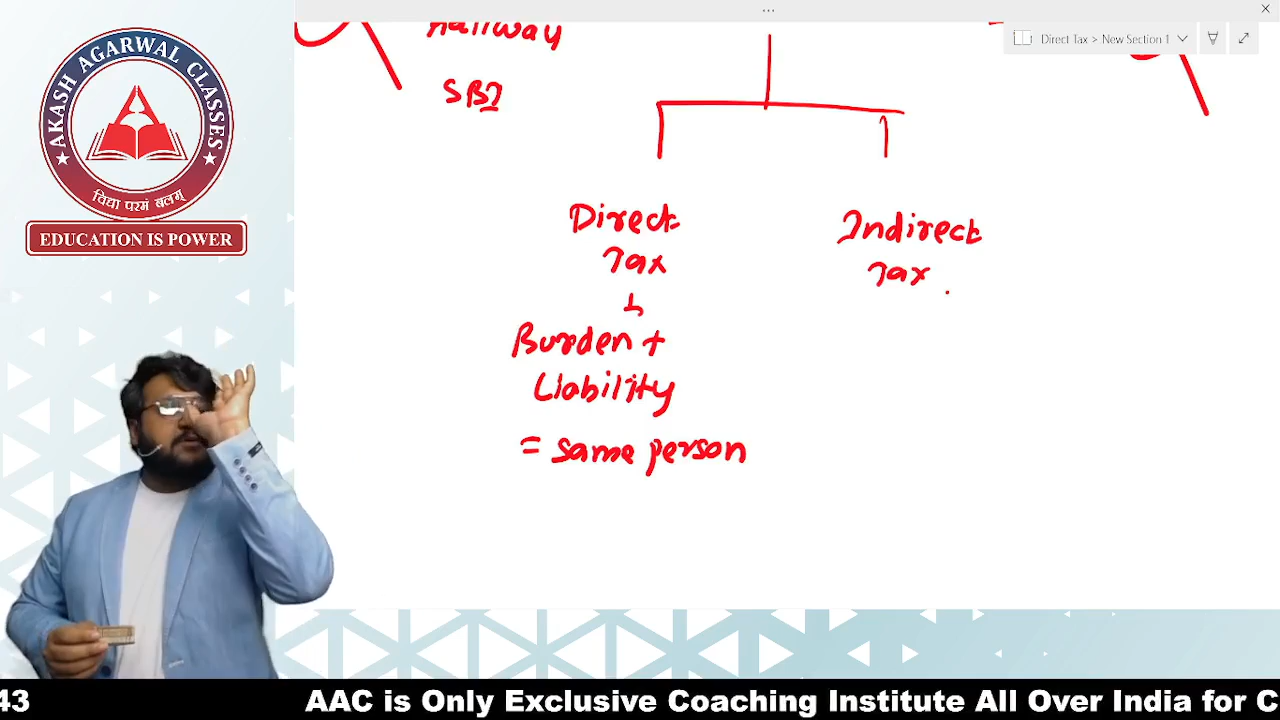 AKASH AGARWAL CLASSES
विद्या परमं बलम्
EDUCATION IS POWER
Direct Tax > New Section 1
Railway
SBI
Direct
Tax
Indirect
Tax
Burden +
Liability
= same person
43
AAC is Only Exclusive Coaching Institute All Over India for C